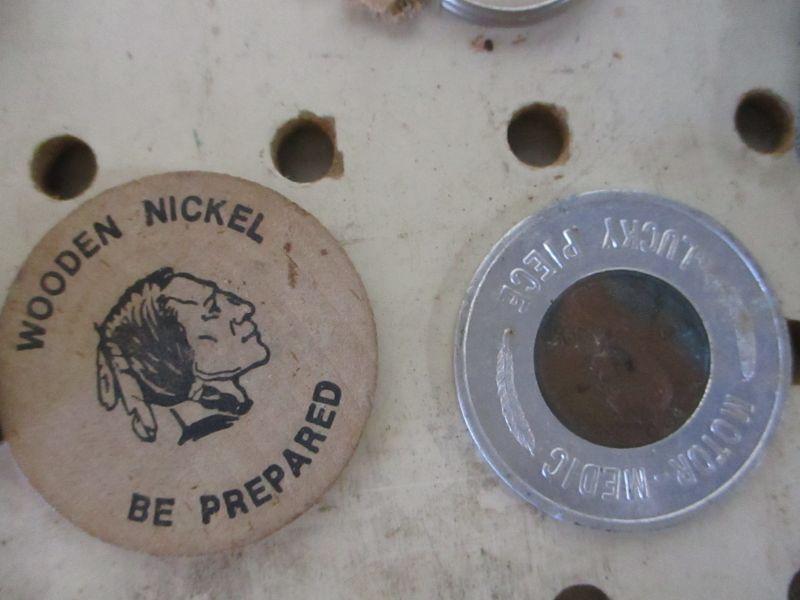 WOODEN NICKEL
BE PREPARED
LUCKY PIECE
MOTOR-MEDIC